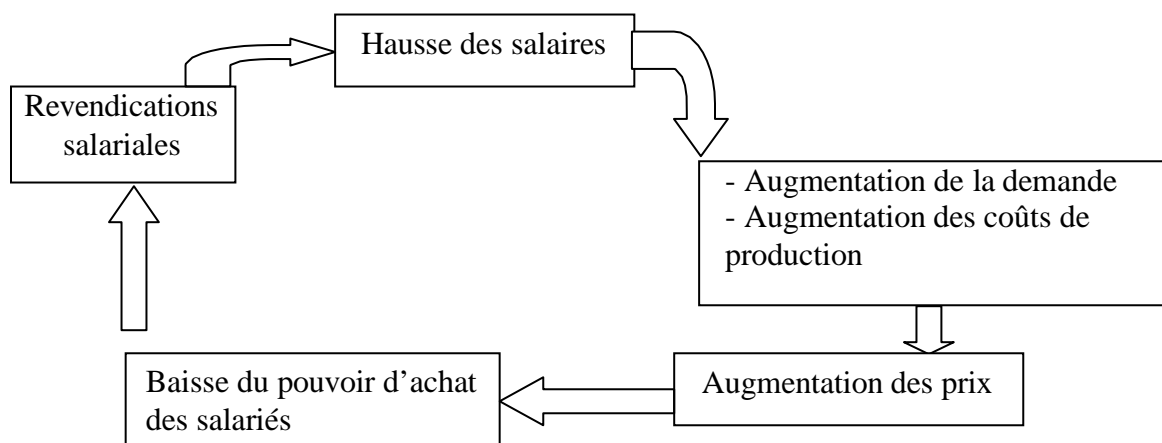 Hausse des salaires
Revendications
salariales
- Augmentation de la demande
- Augmentation des coûts de
production
Augmentation des prix
Baisse du pouvoir d’achat
des salariés